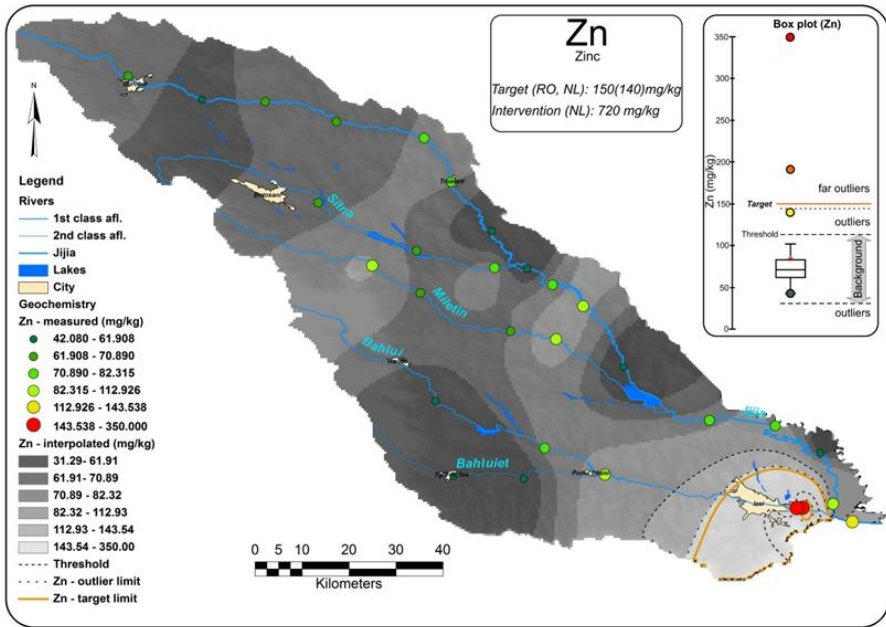 Zn
Zinc
Target (RO, NL): 150(140)mg/kg
Intervention (NL): 720 mg/kg
Box plot (Zn)
Zn (mg/kg)
350
300
250
200
150
100
50
0
far outliers
Target
outliers
Threshold
Background
outliers
N
Legend
Rivers
1st class afl.
2nd class afl.
Jijia
Lakes
City
Geochemistry
Zn - measured (mg/kg)
42.080 - 61.908
61.908 - 70.890
70.890 - 82.315
82.315 - 112.926
112.926 - 143.538
143.538 - 350.000
Zn - interpolated (mg/kg)
31.29 - 61.91
61.91 - 70.89
70.89 - 82.32
82.32 - 112.93
112.93 - 143.54
143.54 - 350.00
Threshold
Zn - outlier limit
Zn - target limit
Botosani
Sitna
Miletin
Bahlui
Bahluiet
Jijia
Iasi
0 5 10 20 30 40
Kilometers